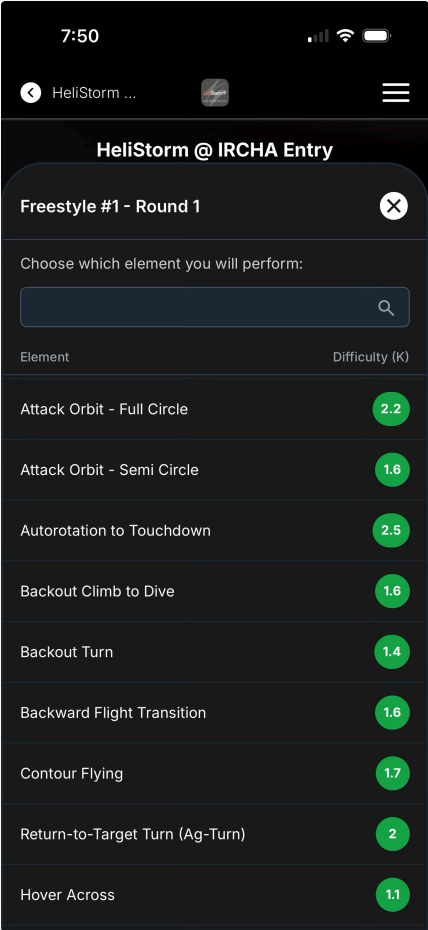 7:50
HeliStorm ...
HeliStorm @ IRCHA Entry
Freestyle #1 - Round 1
Choose which element you will perform:
Element Difficulty (K)
Attack Orbit - Full Circle 2.2
Attack Orbit - Semi Circle 1.6
Autorotation to Touchdown 2.5
Backout Climb to Dive 1.6
Backout Turn 1.4
Backward Flight Transition 1.6
Contour Flying 1.7
Return-to-Target Turn (Ag-Turn) 2
Hover Across 1.1